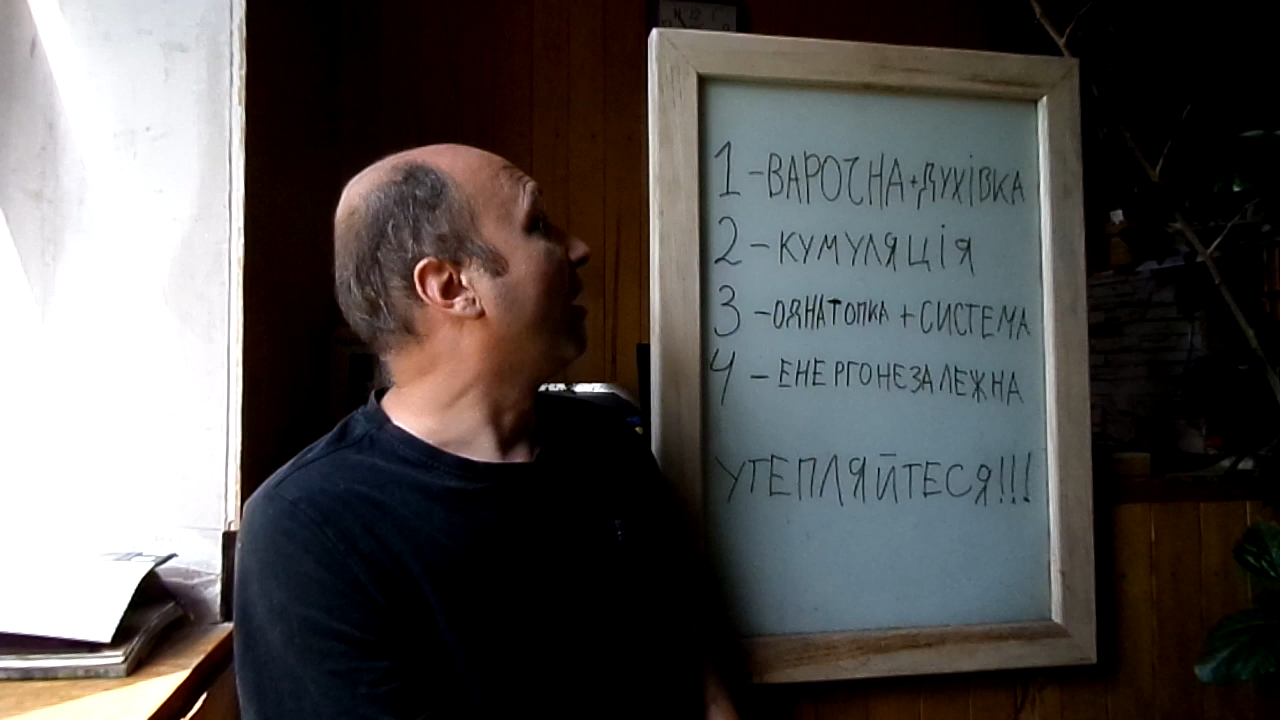 1-ВАРОЧНА+ДУХІВКА
2-КУМУЛЯЦІЯ
3-ОДНАТОПКА+СИСТЕМА
4-ЕНЕРГОНЕЗАЛЕЖНА
УТЕПЛЯЙТЕСЯ!!!